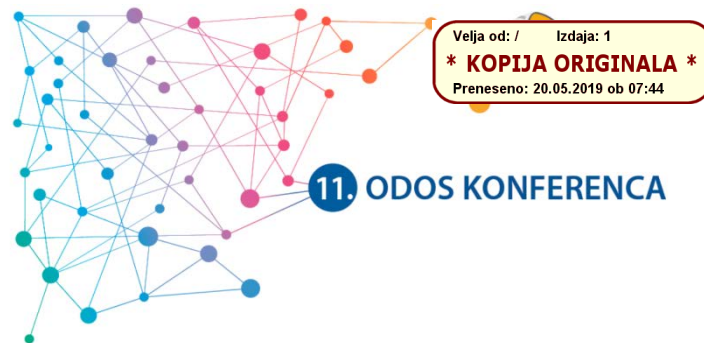 Velja od: / Izdaja: 1
* KOPIJA ORIGINALA *
Preneseno: 20.05.2019 ob 07:44
11. ODOS KONFERENCA